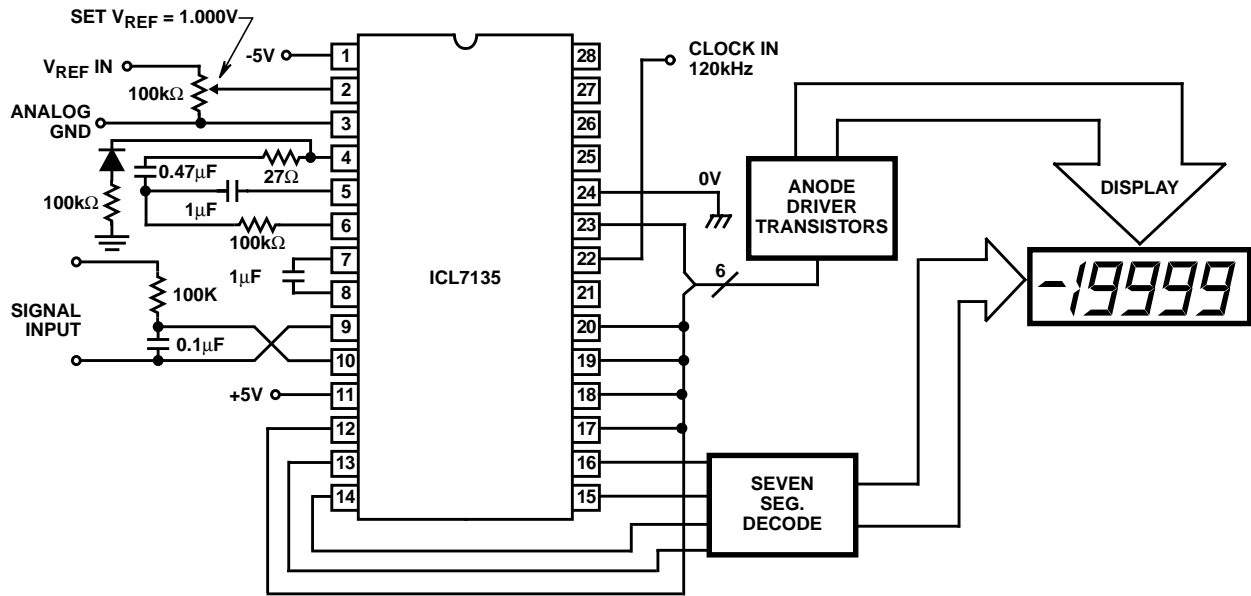 SET VREF = 1.000V
-5V
VREF IN
100kΩ
ANALOG
GND
0.47µF
27Ω
100kΩ
1µF
100kΩ
1µF
SIGNAL
INPUT
100K
0.1µF
+5V
1
2
3
4
5
6
7
8
9
10
11
12
13
14
ICL7135
28
27
26
25
24
23
22
21
20
19
18
17
16
15
CLOCK IN
120kHz
0V
6
ANODE
DRIVER
TRANSISTORS
DISPLAY
-19999
SEVEN
SEG.
DECODE